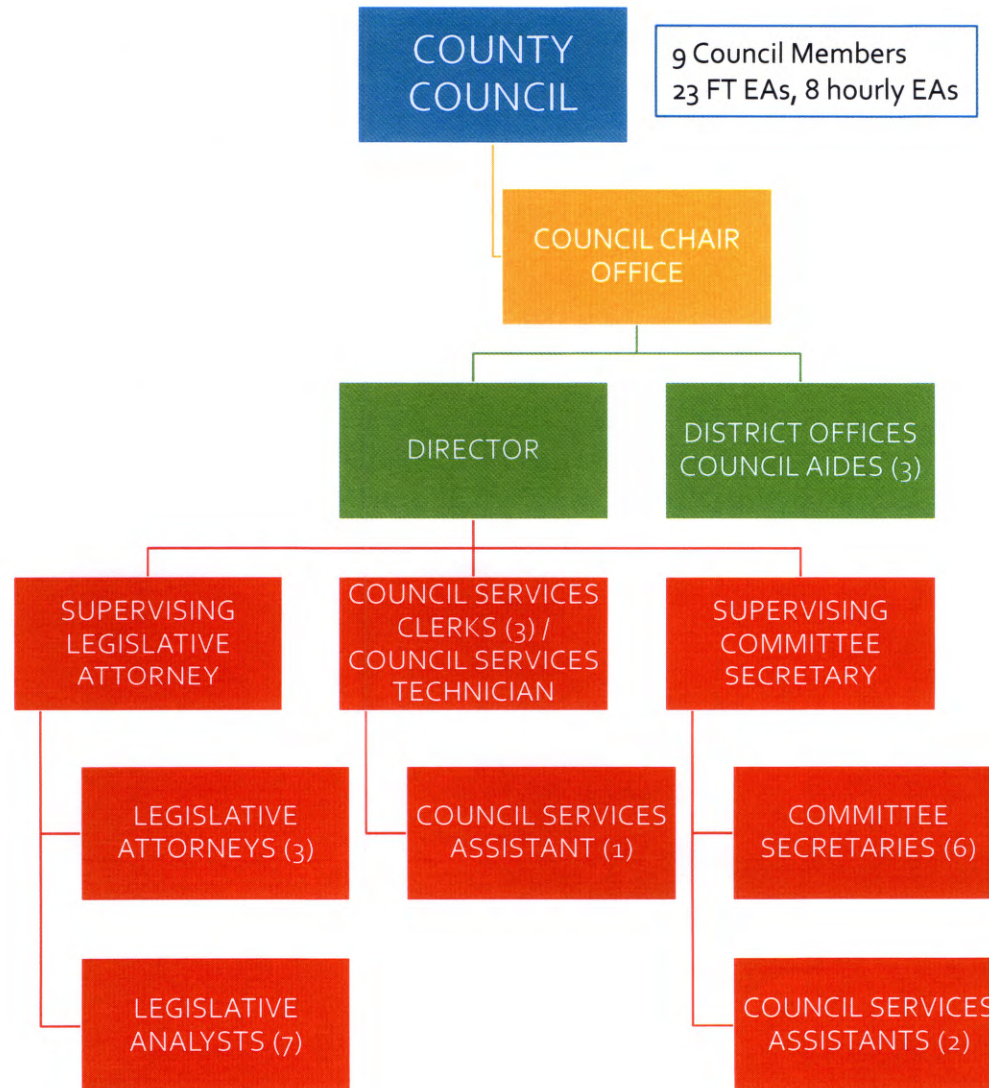 COUNTY
COUNCIL
9 Council Members
23 FT EAs, 8 hourly EAs
COUNCIL CHAIR
OFFICE
DIRECTOR
DISTRICT OFFICES
COUNCIL AIDES (3)
SUPERVISING
LEGISLATIVE
ATTORNEY
COUNCIL SERVICES
CLERKS (3) /
COUNCIL SERVICES
TECHNICIAN
SUPERVISING
COMMITTEE
SECRETARY
LEGISLATIVE
ATTORNEYS (3)
COUNCIL SERVICES
ASSISTANT (1)
COMMITTEE
SECRETARIES (6)
LEGISLATIVE
ANALYSTS (7)
COUNCIL SERVICES
ASSISTANTS (2)